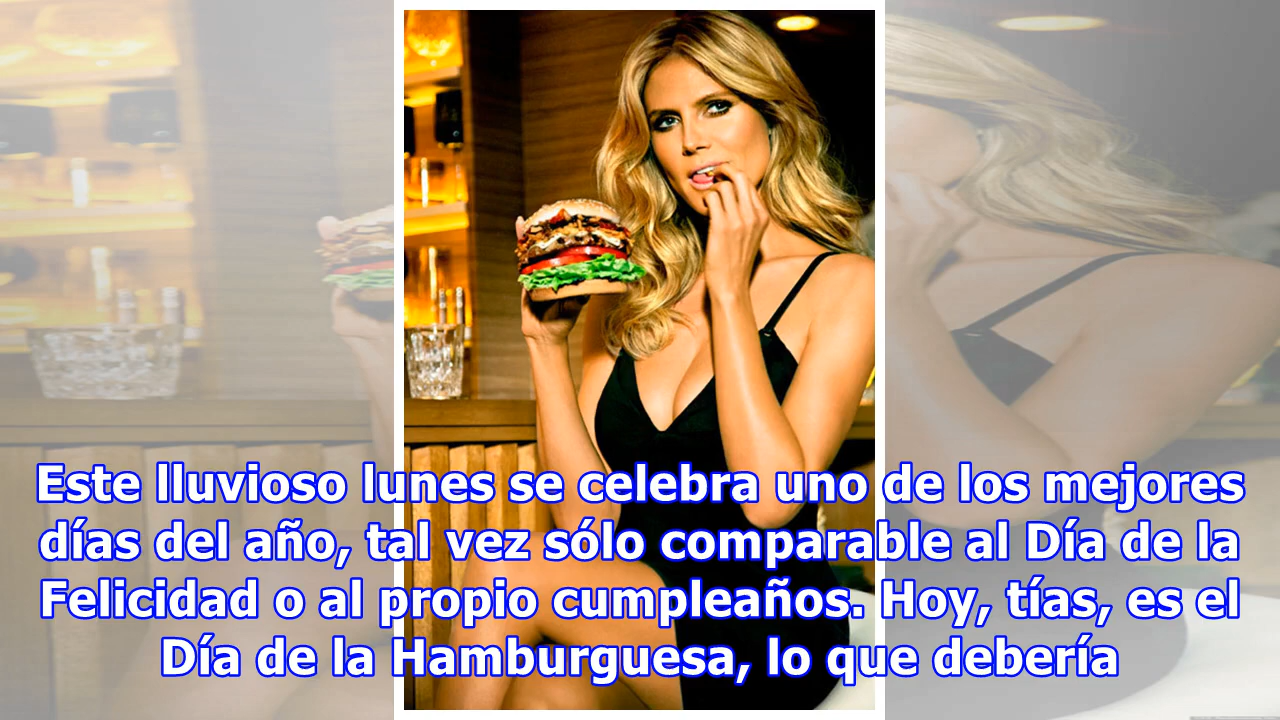 Este lluvioso lunes se celebra uno de los mejores
días del año, tal vez sólo comparable al Día de la
Felicidad o al propio cumpleaños. Hoy, tías, es el
Día de la Hamburguesa, lo que debería